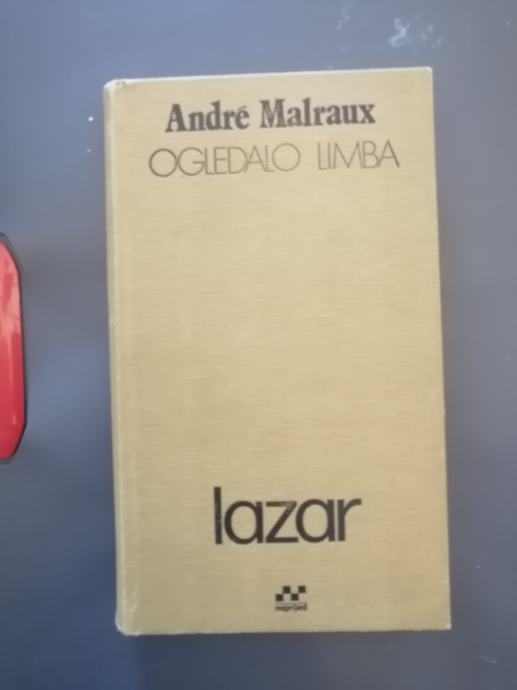 André Malraux
OGLEDALO LIMBA
lazar
naprijed